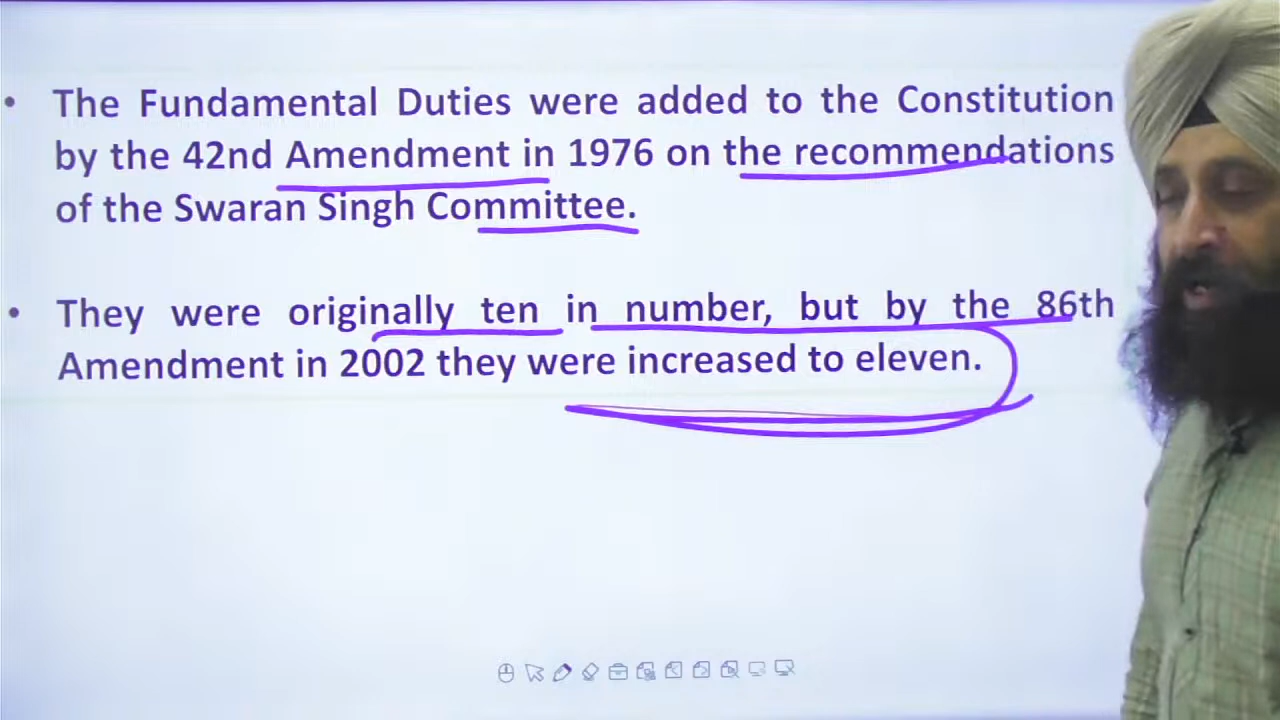 • The Fundamental Duties were added to the Constitution
by the 42nd Amendment in 1976 on the recommendations
of the Swaran Singh Committee.
• They were originally ten in number, but by the 86th
Amendment in 2002 they were increased to eleven.